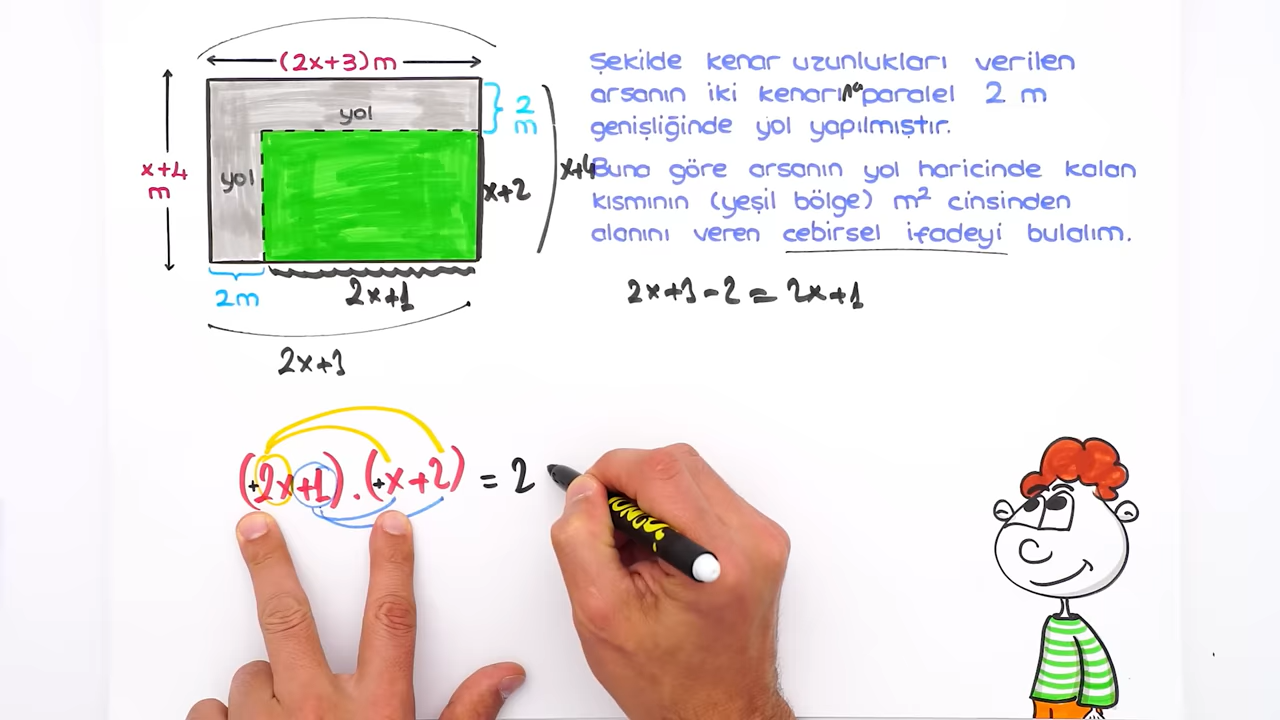 (2x+3)m
yol
2
m
x+4
m
yol
x+2
x+4
2m
2x+1
2x+3
Şekilde kenar uzunlukları verilen
arsanın iki kenarına paralel 2 m
genişliğinde yol yapılmıştır.
Buna göre arsanın yol haricinde kalan
kısmının (yeşil bölge) m² cinsinden
alanını veren cebirsel ifadeyi bulalım.
2x+3-2=2x+1
(+2x+1).(+x+2) = 2